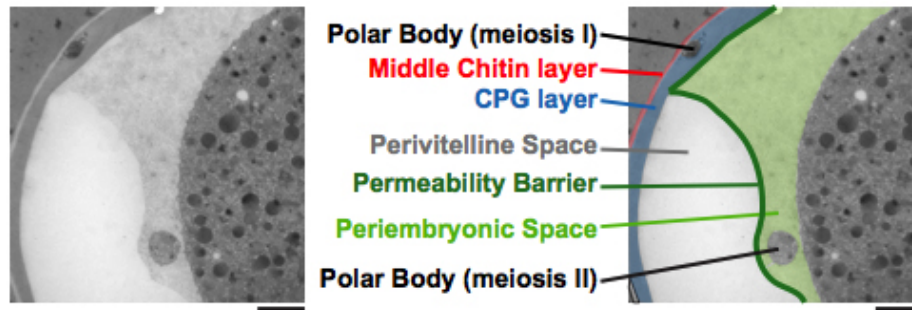 Polar Body (meiosis I)
Middle Chitin layer
CPG layer
Perivitelline Space
Permeability Barrier
Periembryonic Space
Polar Body (meiosis II)